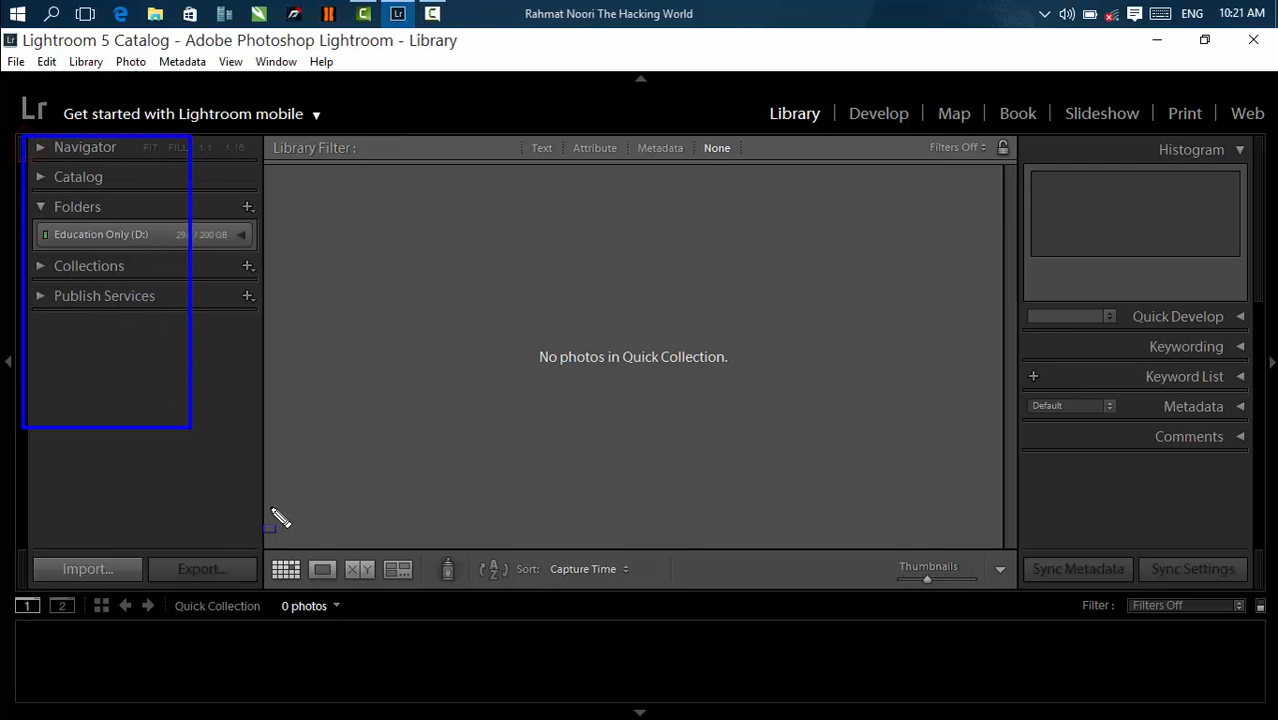 Rahmat Noori The Hacking World
ENG
10:21 AM
Lr Lightroom 5 Catalog - Adobe Photoshop Lightroom - Library
File Edit Library Photo Metadata View Window Help
Lr Get started with Lightroom mobile
Library | Develop | Map | Book | Slideshow | Print | Web
Navigator FIT FILL 1:1 1:16
Catalog
Folders
Education Only (D:) / 200 GB
Collections
Publish Services
Import...
Export...
Library Filter :
Text Attribute Metadata None
Filters Off
No photos in Quick Collection.
Histogram
Quick Develop
Keywording
Keyword List
Default Metadata
Comments
XY
Sort: Capture Time
Thumbnails
Sync Metadata
Sync Settings
1 2 Quick Collection 0 photos
Filter : Filters Off